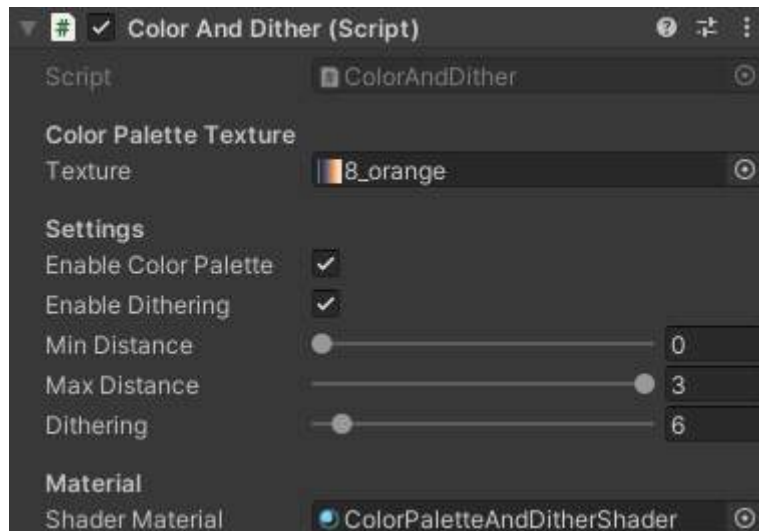 Color And Dither (Script)
Script ColorAndDither
Color Palette Texture
Texture 8_orange
Settings
Enable Color Palette
Enable Dithering
Min Distance 0
Max Distance 3
Dithering 6
Material
Shader Material ColorPaletteAndDitherShader